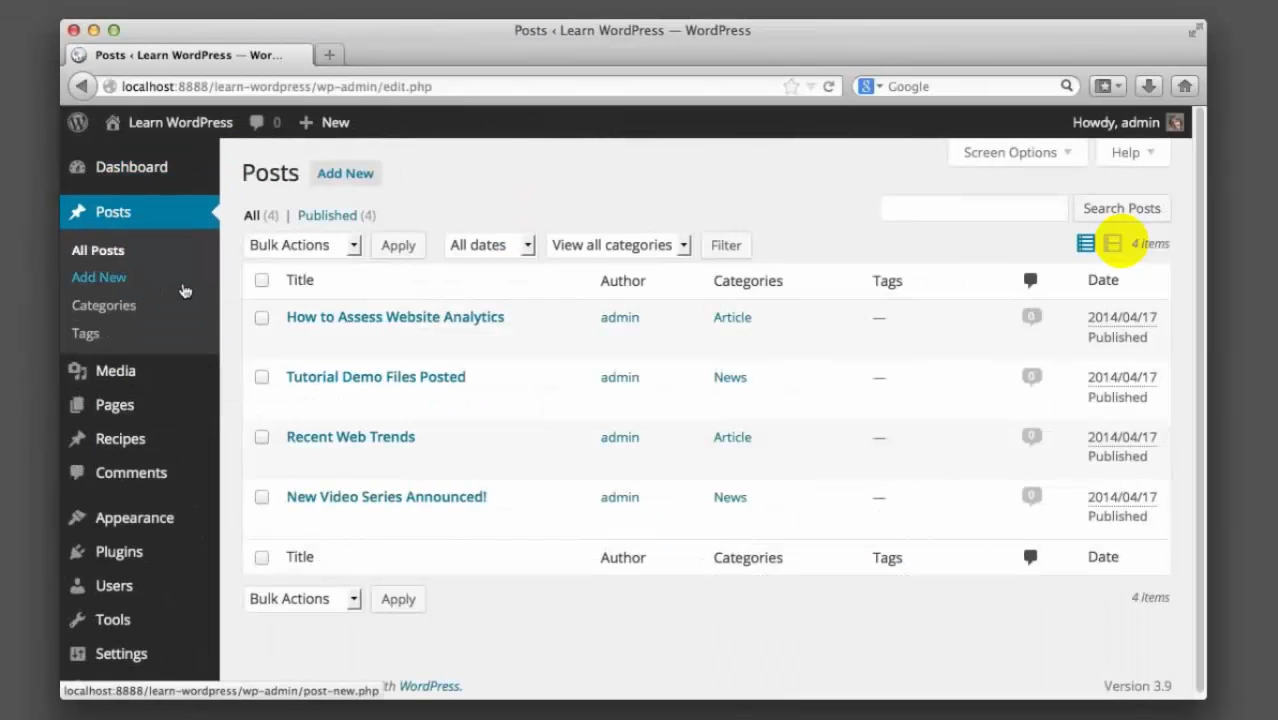 Posts ‹ Learn WordPress — WordPress
Posts ‹ Learn WordPress — Wor...
localhost:8888/learn-wordpress/wp-admin/edit.php
Google
Learn WordPress
0
New
Howdy, admin
Dashboard
Posts
All Posts
Add New
Categories
Tags
Media
Pages
Recipes
Comments
Appearance
Plugins
Users
Tools
Settings
Posts Add New
Screen Options
Help
All (4) | Published (4)
Search Posts
Bulk Actions
Apply
All dates
View all categories
Filter
4 items
Title Author Categories Tags Date
How to Assess Website Analytics admin Article — 0 2014/04/17
Published
Tutorial Demo Files Posted admin News — 0 2014/04/17
Published
Recent Web Trends admin Article — 0 2014/04/17
Published
New Video Series Announced! admin News — 0 2014/04/17
Published
Title Author Categories Tags Date
Bulk Actions
Apply
4 items
localhost:8888/learn-wordpress/wp-admin/post-new.php
th WordPress.
Version 3.9